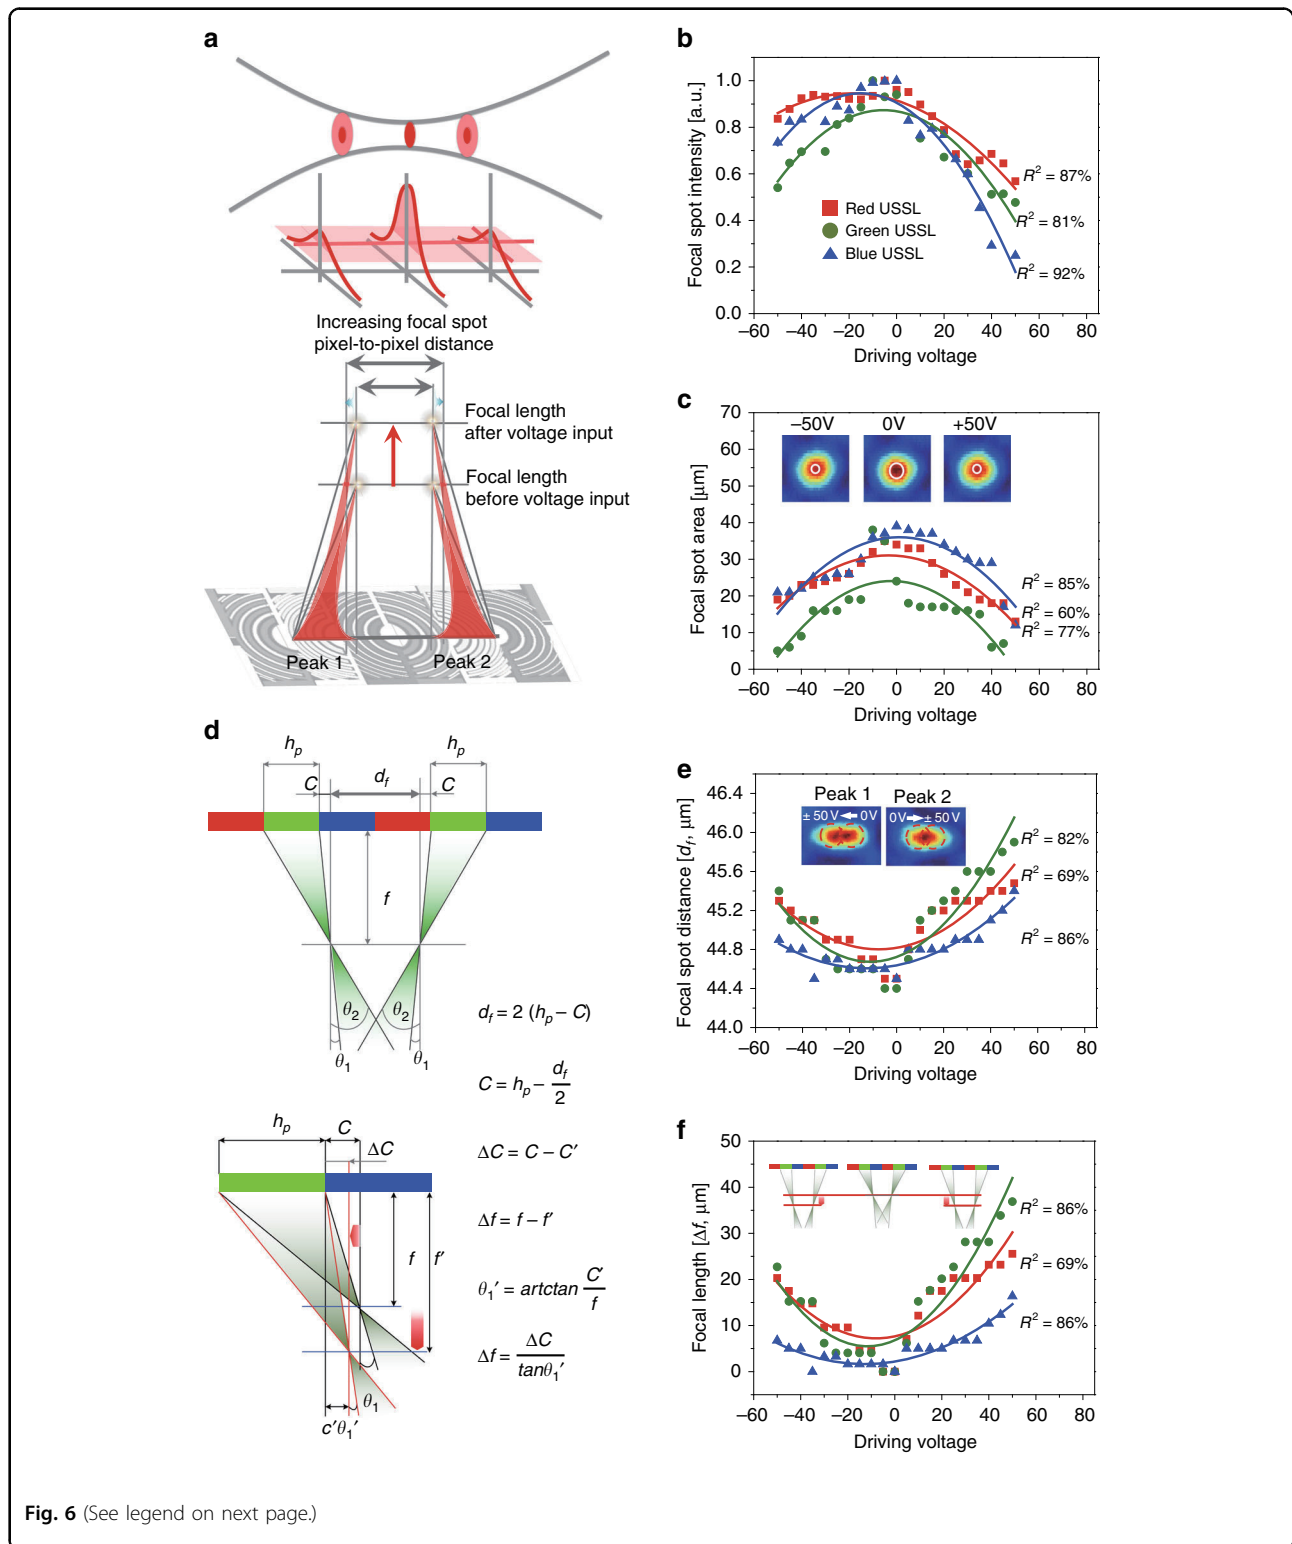 a
Increasing focal spot
pixel-to-pixel distance
Focal length
after voltage input
Focal length
before voltage input
Peak 1
Peak 2
b
Focal spot intensity [a.u.]
1.0
0.8
0.6
0.4
0.2
0.0
Red USSL
Green USSL
Blue USSL
R² = 87%
R² = 81%
R² = 92%
−60 −40 −20 0 20 40 60 80
Driving voltage
c
Focal spot area [μm]
70
60
50
40
30
20
10
0
−50V 0V +50V
R² = 85%
R² = 60%
R² = 77%
−60 −40 −20 0 20 40 60 80
Driving voltage
d
h_p h_p
C d_f C
f
θ₂ θ₂
θ₁ θ₁
d_f = 2 (h_p − C)
C = h_p − d_f/2
h_p C
ΔC
ΔC = C − C′
f f′
Δf = f − f′
θ₁′ = artctan C′/f
Δf = ΔC/tanθ₁′
θ₁
c′θ₁′
e
Focal spot distance [d_f, μm]
46.4
46.0
45.6
45.2
44.8
44.4
44.0
Peak 1 Peak 2
± 50 V 0 V 0 V ± 50 V
R² = 82%
R² = 69%
R² = 86%
−60 −40 −20 0 20 40 60 80
Driving voltage
f
Focal length [Δf, μm]
50
40
30
20
10
0
R² = 86%
R² = 69%
R² = 86%
−60 −40 −20 0 20 40 60 80
Driving voltage
Fig. 6 (See legend on next page.)